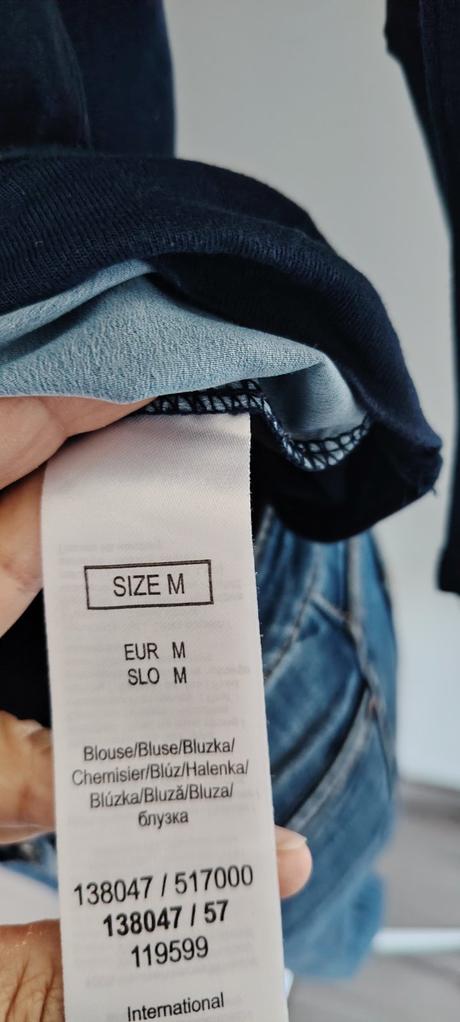 SIZE M
EUR M
SLO M
Blouse/Bluse/Bluzka/
Chemisier/Blúz/Halenka/
Blúzka/Bluză/Bluza/
блузка
138047 / 517000
138047 / 57
119599
International